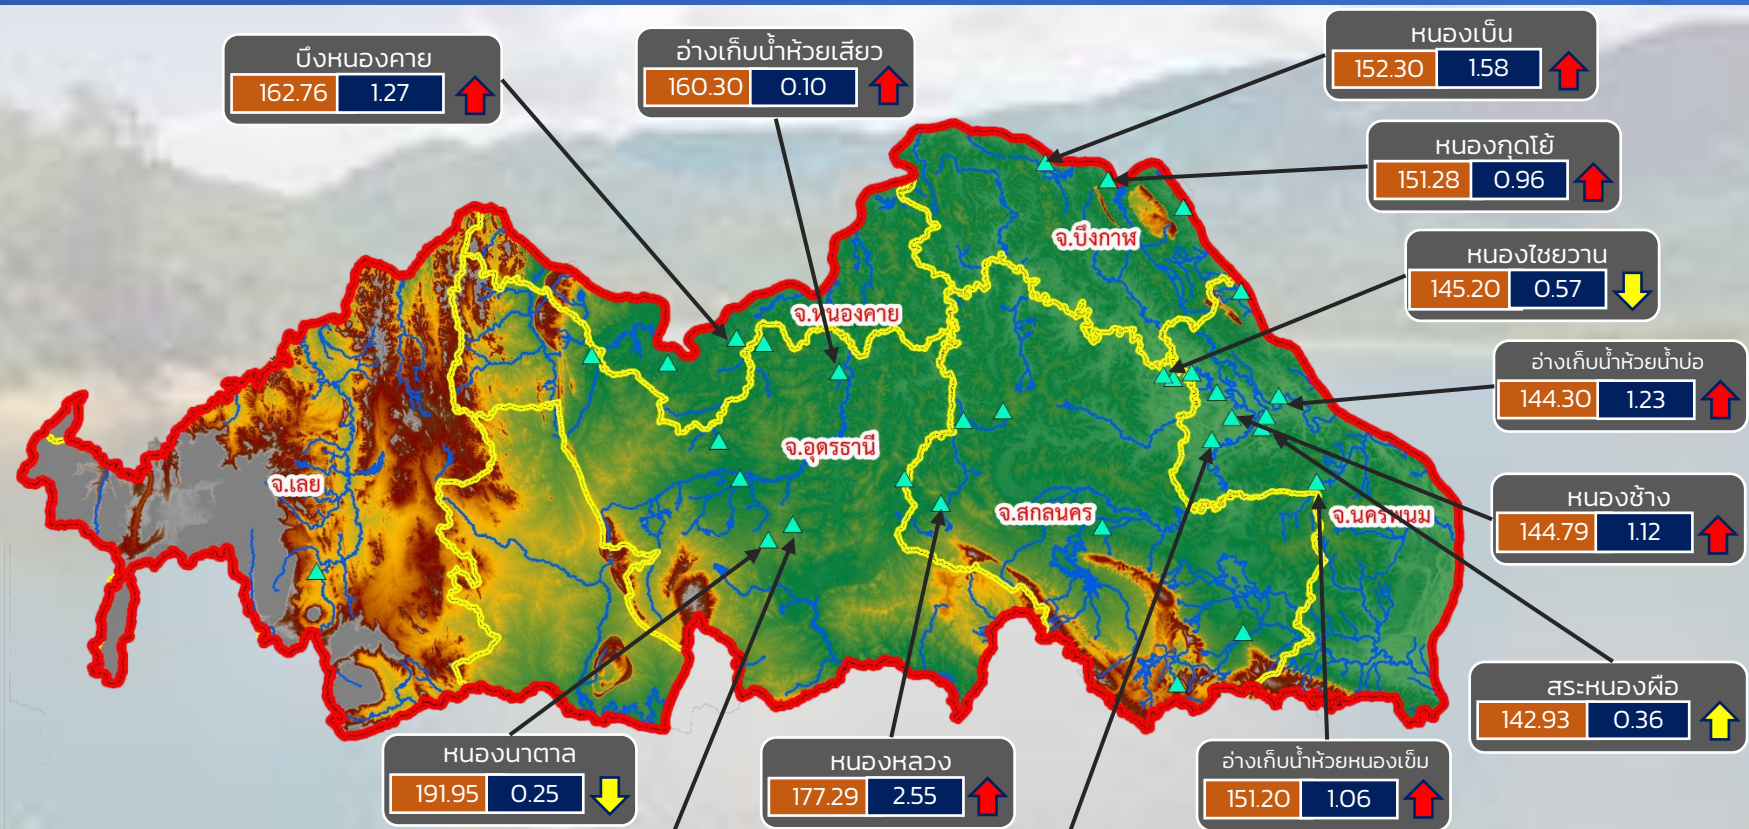 บึงหนองคาย
162.76 1.27
อ่างเก็บน้ำห้วยเสียว
160.30 0.10
หนองเบ็น
152.30 1.58
หนองกุดโย้
151.28 0.96
หนองไชยวาน
145.20 0.57
อ่างเก็บน้ำห้วยน้ำบ่อ
144.30 1.23
หนองช้าง
144.79 1.12
สระหนองผือ
142.93 0.36
อ่างเก็บน้ำห้วยหนองเข็ม
151.20 1.06
หนองหลวง
177.29 2.55
หนองนาตาล
191.95 0.25
จ.บึงกาฬ
จ.หนองคาย
จ.อุดรธานี
จ.เลย
จ.สกลนคร
จ.นครพนม